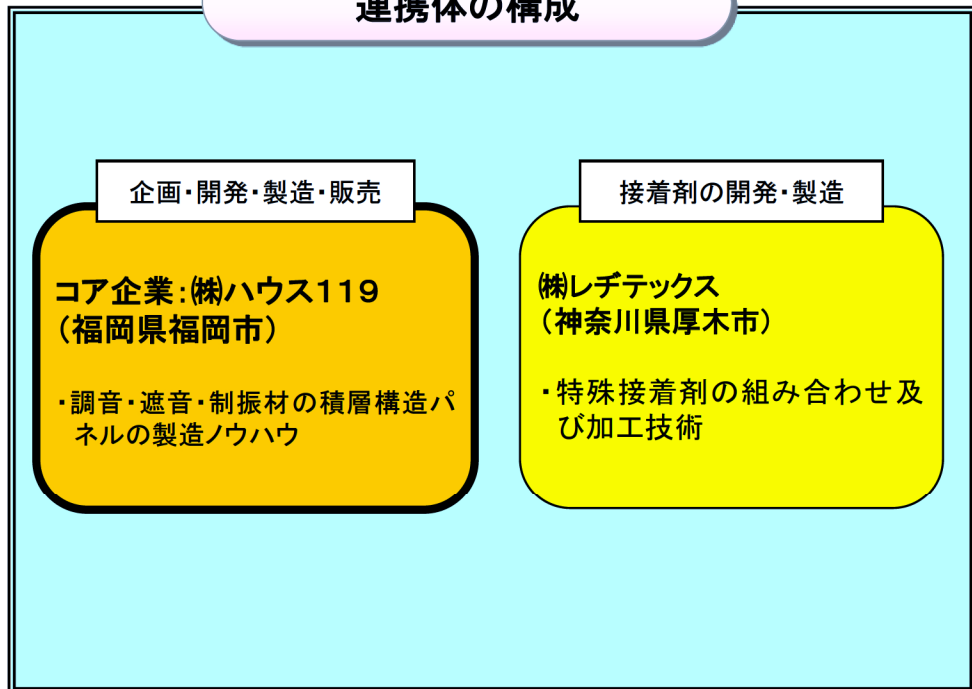 連携体の構成
企画・開発・製造・販売
コア企業：㈱ハウス119
（福岡県福岡市）
・調音・遮音・制振材の積層構造パ
ネルの製造ノウハウ
接着剤の開発・製造
㈱レヂテックス
（神奈川県厚木市）
・特殊接着剤の組み合わせ及
び加工技術